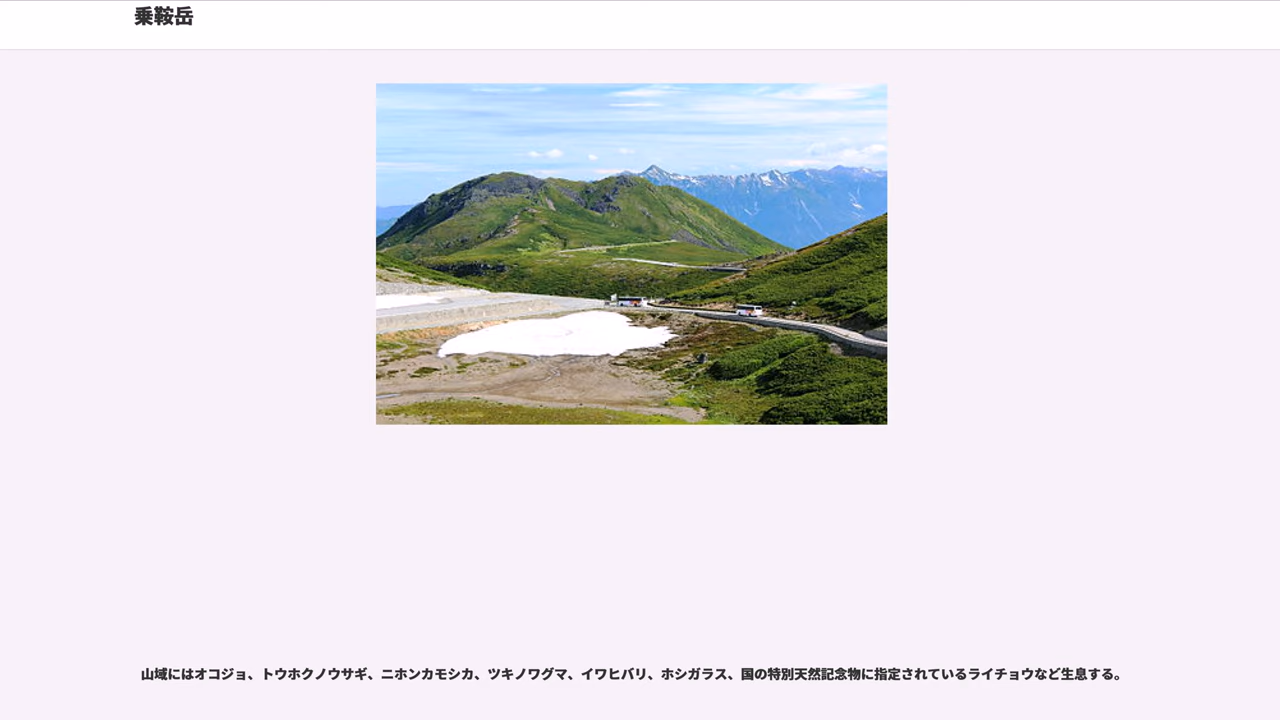 乗鞍岳
山域にはオコジョ、トウホクノウサギ、ニホンカモシカ、ツキノワグマ、イワヒバリ、ホシガラス、国の特別天然記念物に指定されているライチョウなど生息する。